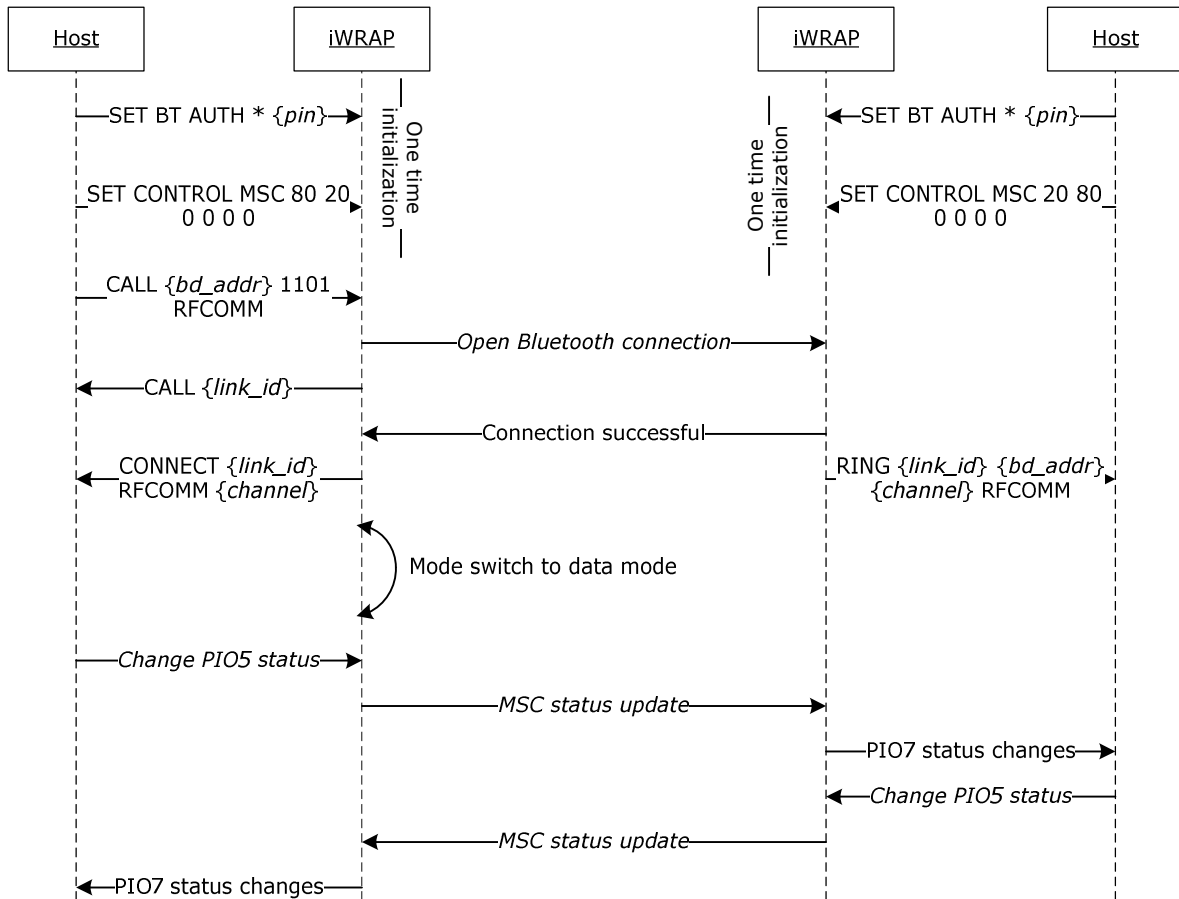 Host
iWRAP
iWRAP
Host
SET BT AUTH * {pin}
SET BT AUTH * {pin}
One time
initialization
One time
initialization
SET CONTROL MSC 80 20
0 0 0 0
SET CONTROL MSC 20 80
0 0 0 0
CALL {bd_addr} 1101
RFCOMM
Open Bluetooth connection
CALL {link_id}
Connection successful
CONNECT {link_id}
RFCOMM {channel}
RING {link_id} {bd_addr}
{channel} RFCOMM
Mode switch to data mode
Change PIO5 status
MSC status update
PIO7 status changes
Change PIO5 status
MSC status update
PIO7 status changes